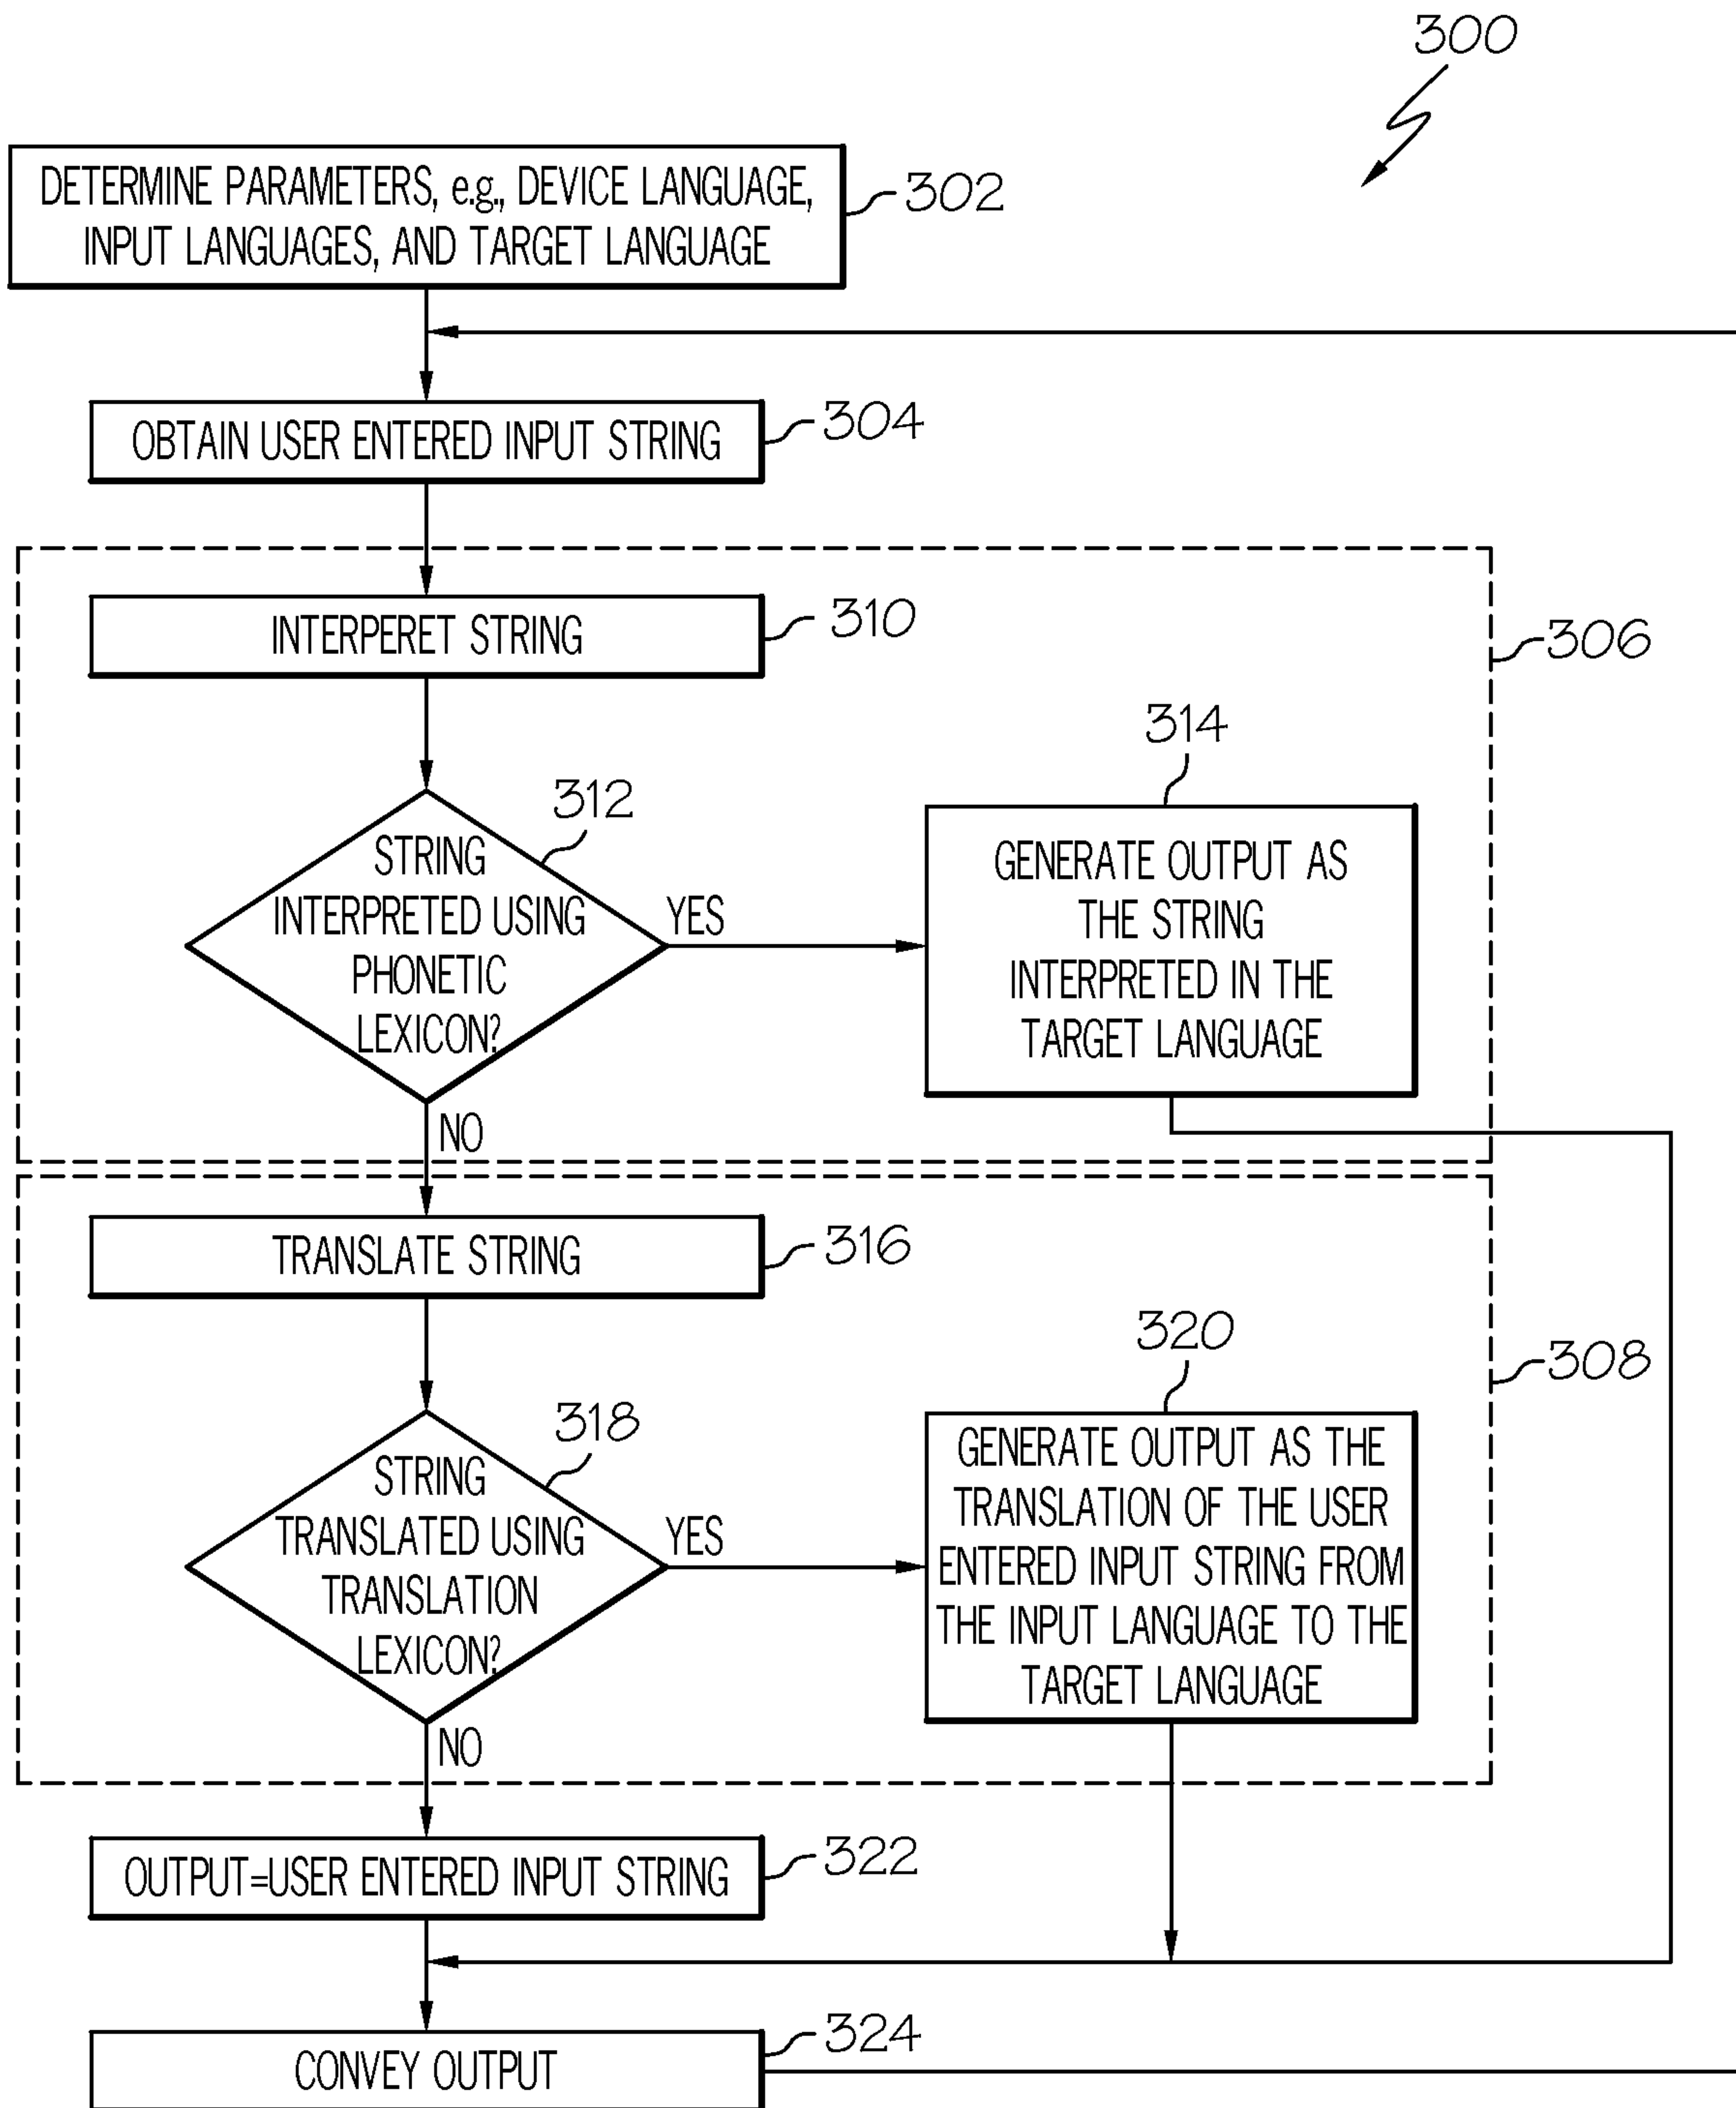 300
DETERMINE PARAMETERS, e.g., DEVICE LANGUAGE,
INPUT LANGUAGES, AND TARGET LANGUAGE
302
OBTAIN USER ENTERED INPUT STRING
304
INTERPERET STRING
310
306
312
STRING
INTERPRETED USING
PHONETIC
LEXICON?
YES
NO
314
GENERATE OUTPUT AS
THE STRING
INTERPRETED IN THE
TARGET LANGUAGE
TRANSLATE STRING
316
308
318
STRING
TRANSLATED USING
TRANSLATION
LEXICON?
YES
NO
320
GENERATE OUTPUT AS THE
TRANSLATION OF THE USER
ENTERED INPUT STRING FROM
THE INPUT LANGUAGE TO THE
TARGET LANGUAGE
OUTPUT=USER ENTERED INPUT STRING
322
CONVEY OUTPUT
324